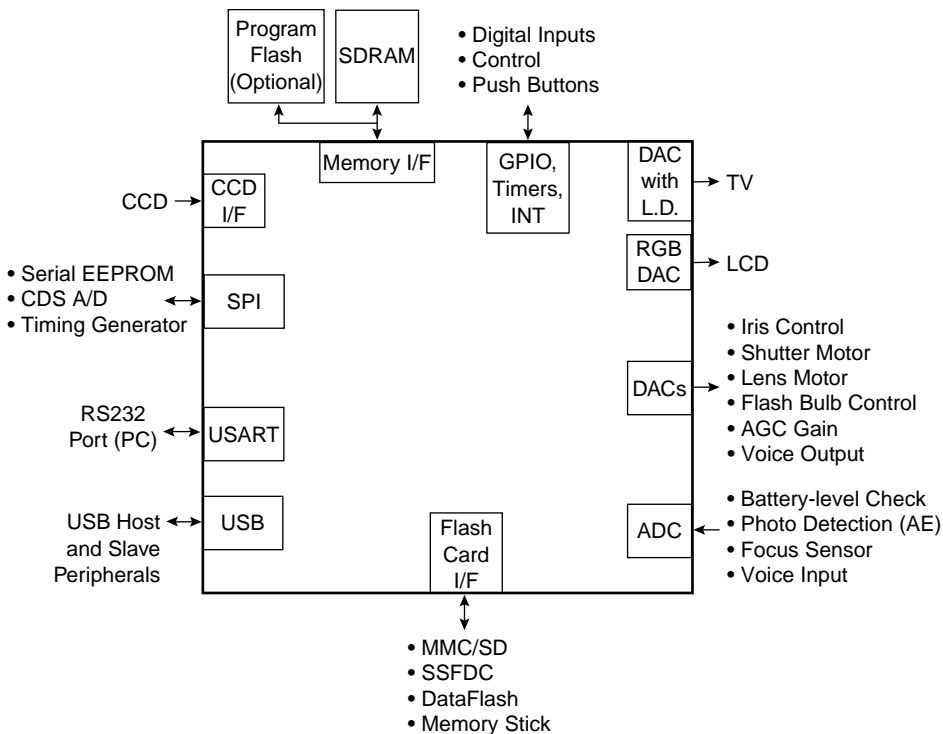 Program
Flash
(Optional)
SDRAM
• Digital Inputs
• Control
• Push Buttons
Memory I/F
GPIO,
Timers,
INT
DAC
with
L.D.
TV
CCD
CCD
I/F
RGB
DAC
LCD
• Serial EEPROM
• CDS A/D
• Timing Generator
SPI
• Iris Control
• Shutter Motor
• Lens Motor
• Flash Bulb Control
• AGC Gain
• Voice Output
DACs
RS232
Port (PC)
USART
USB Host
and Slave
Peripherals
USB
Flash
Card
I/F
ADC
• Battery-level Check
• Photo Detection (AE)
• Focus Sensor
• Voice Input
• MMC/SD
• SSFDC
• DataFlash
• Memory Stick